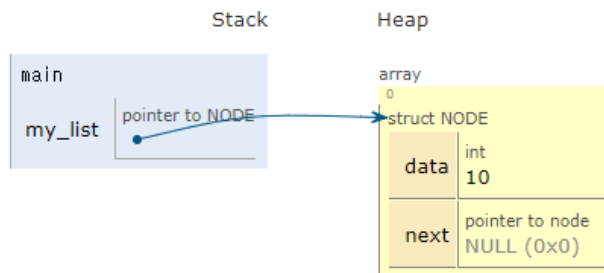 Stack
Heap
main
my_list
pointer to NODE
array
0
struct NODE
data
int
10
next
pointer to node
NULL (0x0)